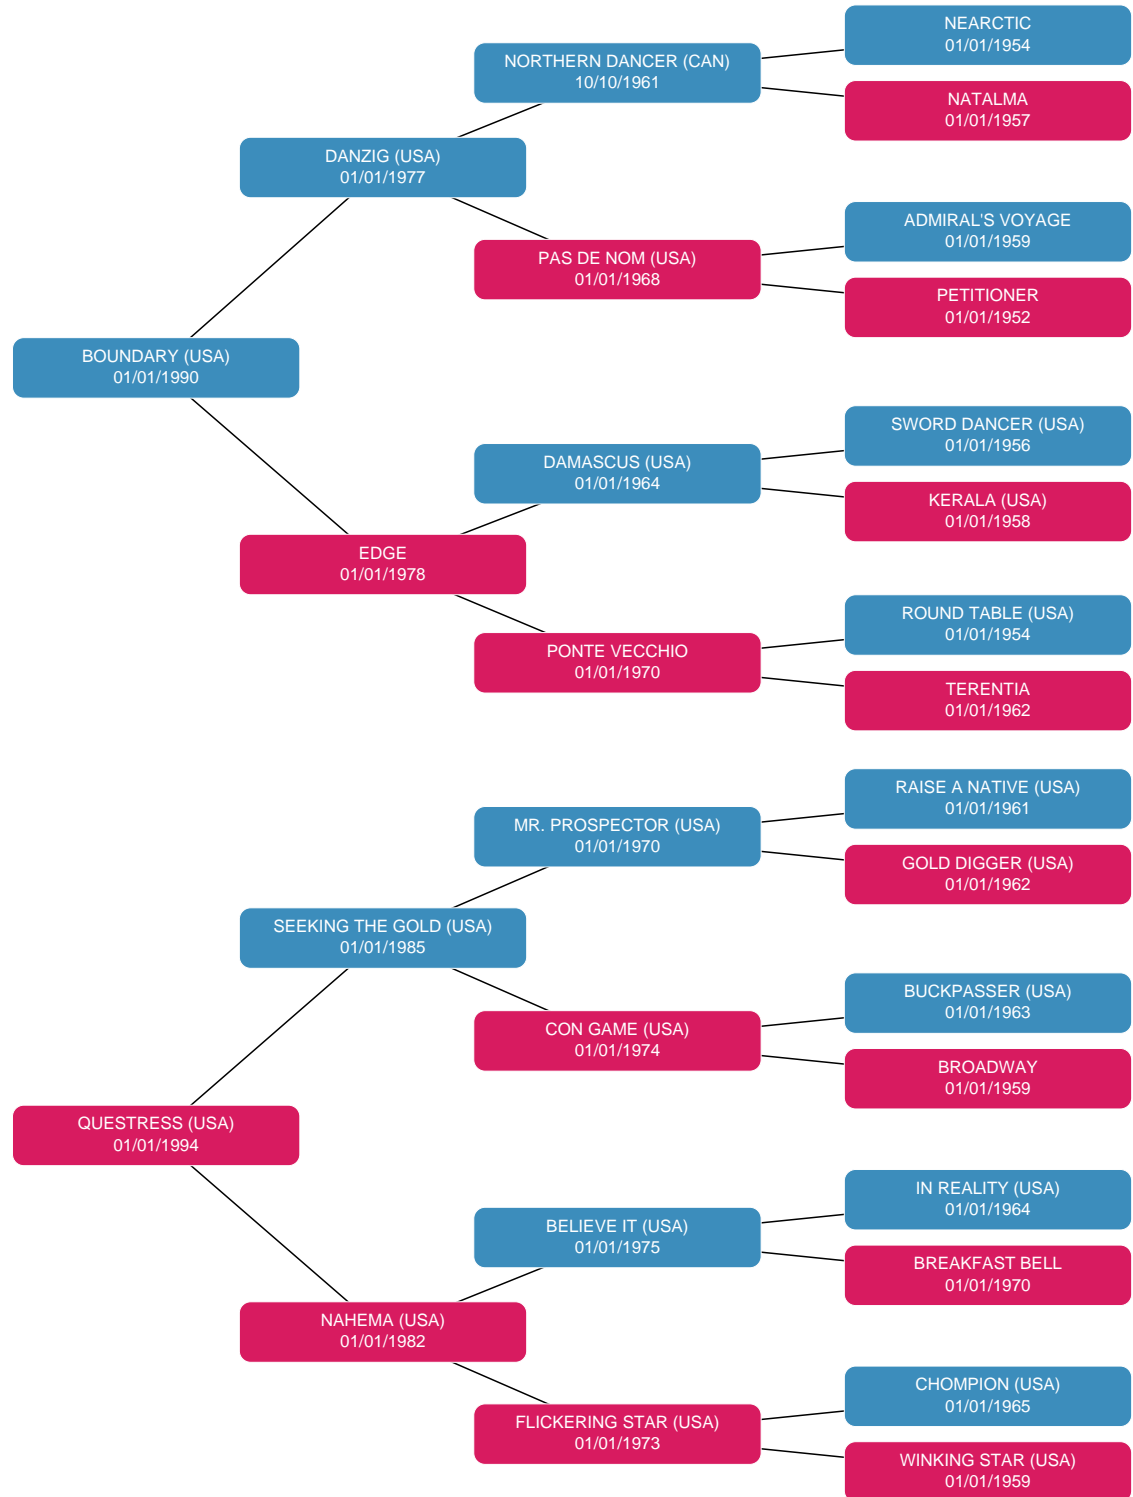 NEARCTIC
01/01/1954
NORTHERN DANCER (CAN)
10/10/1961
NATALMA
01/01/1957
DANZIG (USA)
01/01/1977
ADMIRAL'S VOYAGE
01/01/1959
PAS DE NOM (USA)
01/01/1968
PETITIONER
01/01/1952
BOUNDARY (USA)
01/01/1990
SWORD DANCER (USA)
01/01/1956
DAMASCUS (USA)
01/01/1964
KERALA (USA)
01/01/1958
EDGE
01/01/1978
ROUND TABLE (USA)
01/01/1954
PONTE VECCHIO
01/01/1970
TERENTIA
01/01/1962
RAISE A NATIVE (USA)
01/01/1961
MR. PROSPECTOR (USA)
01/01/1970
GOLD DIGGER (USA)
01/01/1962
SEEKING THE GOLD (USA)
01/01/1985
BUCKPASSER (USA)
01/01/1963
CON GAME (USA)
01/01/1974
BROADWAY
01/01/1959
QUESTRESS (USA)
01/01/1994
IN REALITY (USA)
01/01/1964
BELIEVE IT (USA)
01/01/1975
BREAKFAST BELL
01/01/1970
NAHEMA (USA)
01/01/1982
CHOMPION (USA)
01/01/1965
FLICKERING STAR (USA)
01/01/1973
WINKING STAR (USA)
01/01/1959